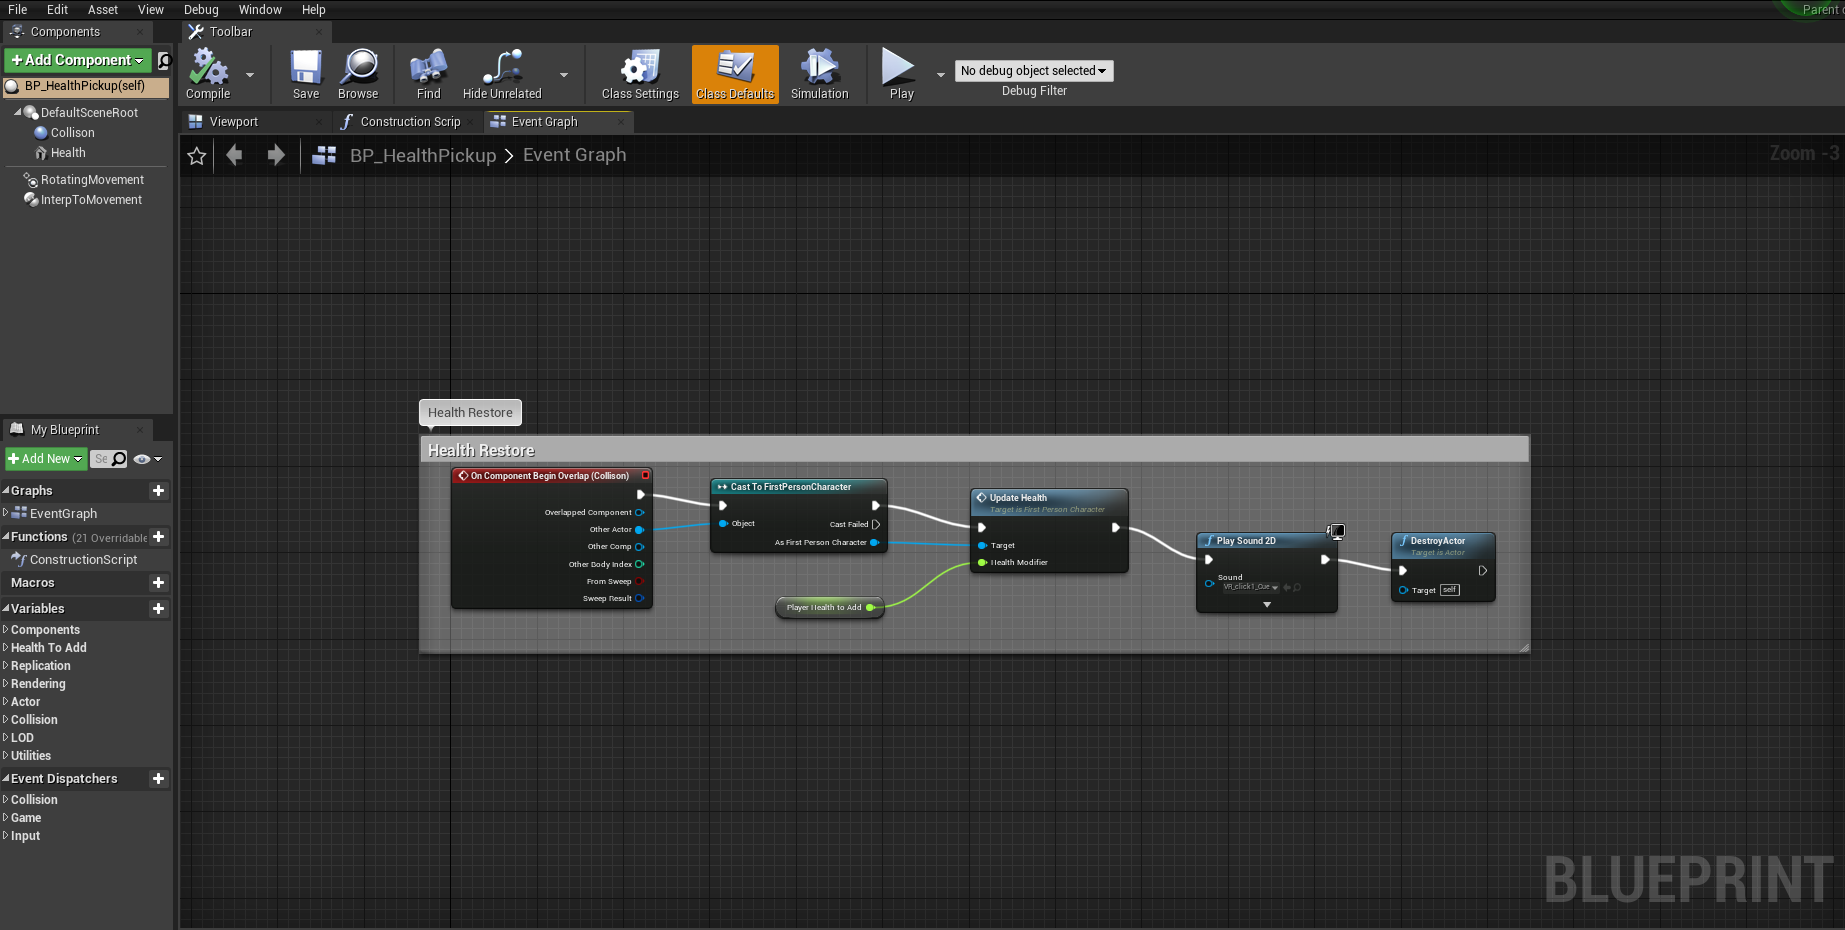 File Edit Asset View Debug Window Help
Parent
Components
Toolbar
+ Add Component
BP_HealthPickup(self)
DefaultSceneRoot
Collison
Health
RotatingMovement
InterpToMovement
Compile Save Browse Find Hide Unrelated Class Settings Class Defaults Simulation Play
No debug object selected
Debug Filter
Viewport Construction Scrip Event Graph
BP_HealthPickup > Event Graph
Zoom -3
My Blueprint
+ Add New
Se
Graphs
EventGraph
Functions (21 Overridable
ConstructionScript
Macros
Variables
Components
Health To Add
Replication
Rendering
Actor
Collision
LOD
Utilities
Event Dispatchers
Collision
Game
Input
Health Restore
Health Restore
On Component Begin Overlap (Collison)
Overlapped Component
Other Actor
Other Comp
Other Body Index
From Sweep
Sweep Result
Cast To FirstPersonCharacter
Object
Cast Failed
As First Person Character
Player Health to Add
Update Health
Target is First Person Character
Target
Health Modifier
Play Sound 2D
Sound
VR_click1_Cue
DestroyActor
Target is Actor
Target self
BLUEPRINT